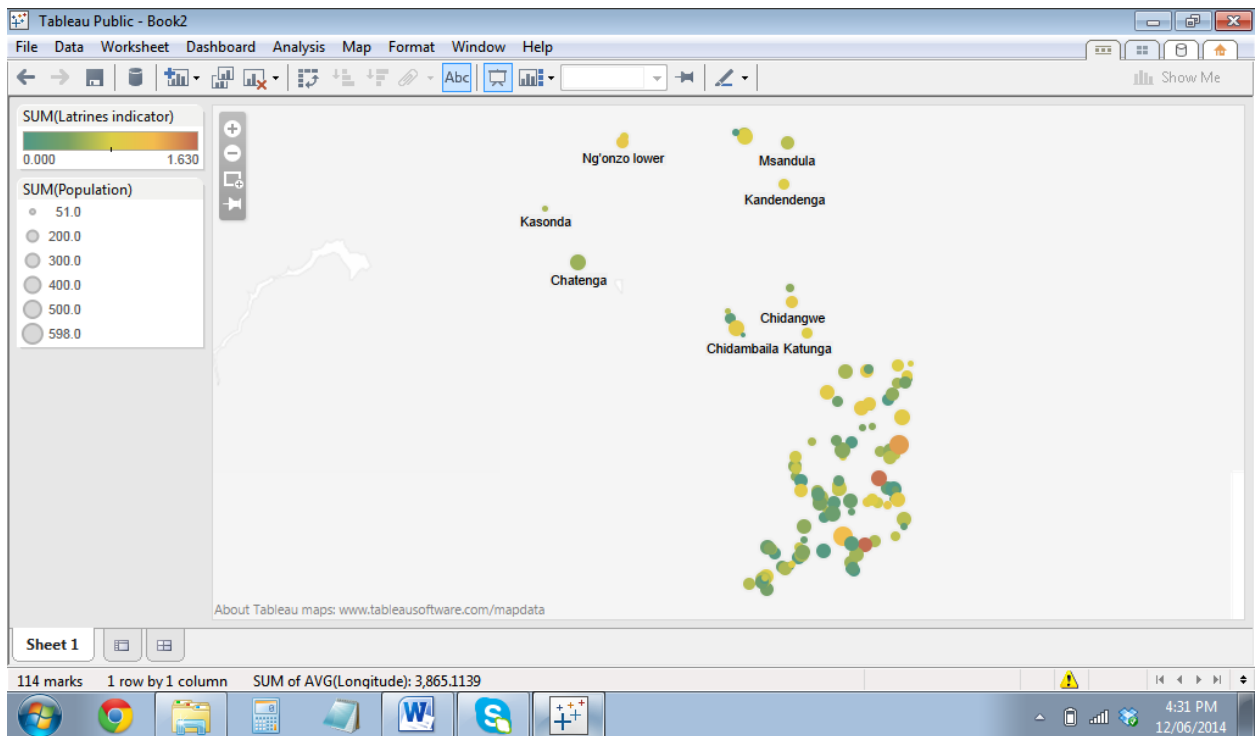 Tableau Public - Book2
File Data Worksheet Dashboard Analysis Map Format Window Help
Abc
Show Me
SUM(Latrines indicator)
0.000 1.630
SUM(Population)
51.0
200.0
300.0
400.0
500.0
598.0
Ng'onzo lower
Msandula
Kandendenga
Kasonda
Chatenga
Chidangwe
Chidambaila Katunga
About Tableau maps: www.tableausoftware.com/mapdata
Sheet 1
114 marks 1 row by 1 column SUM of AVG(Longitude): 3,865.1139
W
S
4:31 PM
12/06/2014